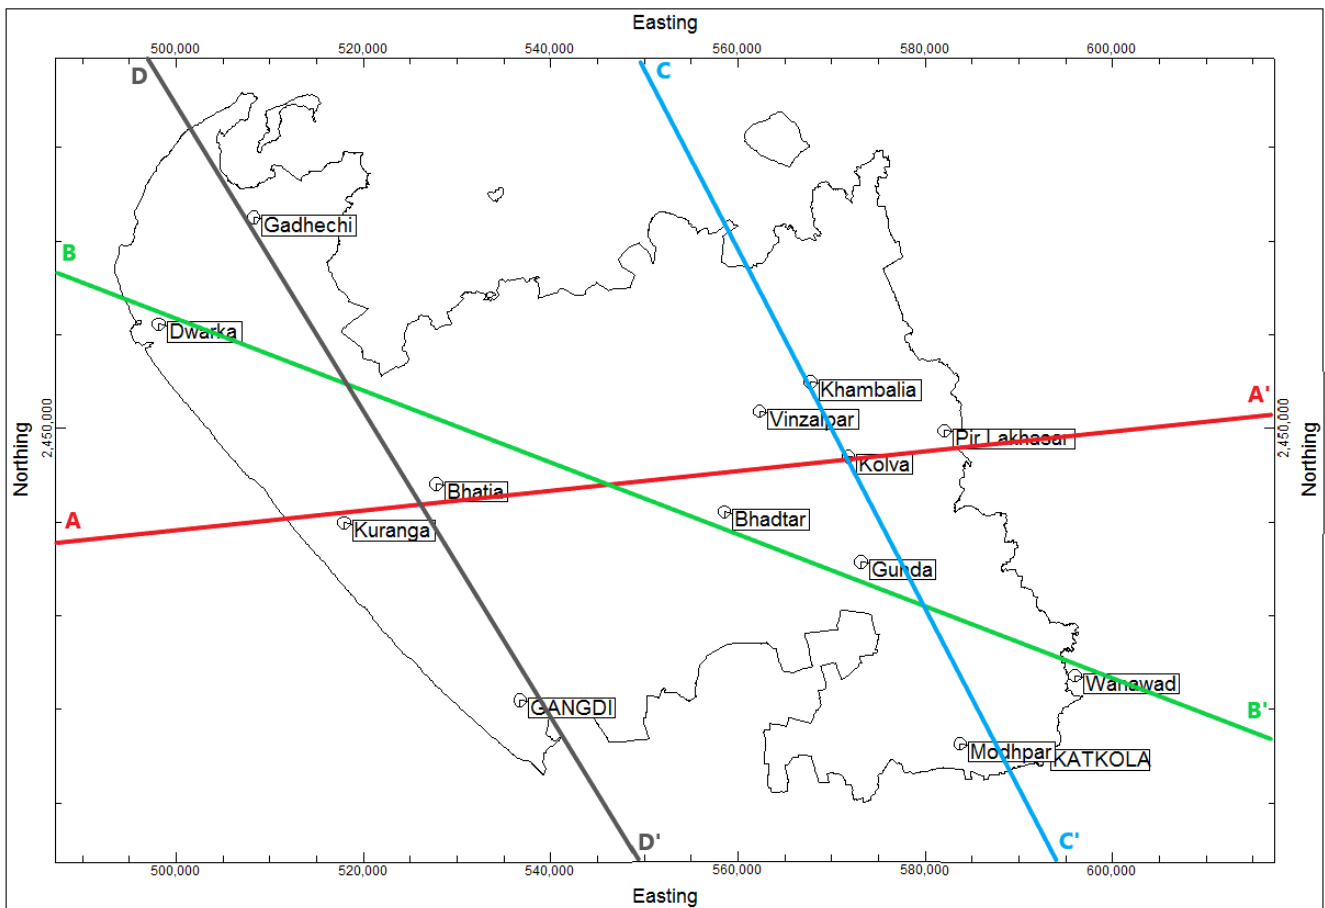 Easting
500,000 520,000 540,000 560,000 580,000 600,000
D C
Gadhechi
B
Dwarka
Khambalia
A'
Vinzalpar
2,450,000 Pir Lakhasar 2,450,000
Northing Northing
Kolva
Bhatia
A Kuranga Bhadtar
Gunda
Wanawad
GANGDI B'
Modhpar KATKOLA
D' C'
500,000 520,000 540,000 560,000 580,000 600,000
Easting